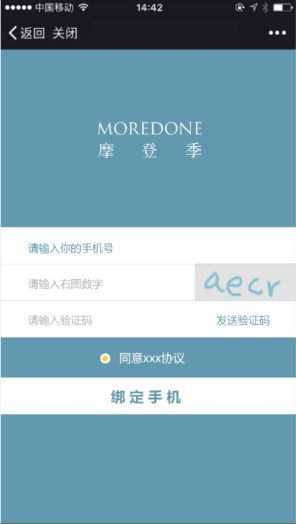 中国移动 14:42
返回 关闭
MOREDONE
摩登季
请输入你的手机号
请输入右图数字 aecr
请输入验证码 发送验证码
同意xxx协议
绑定手机